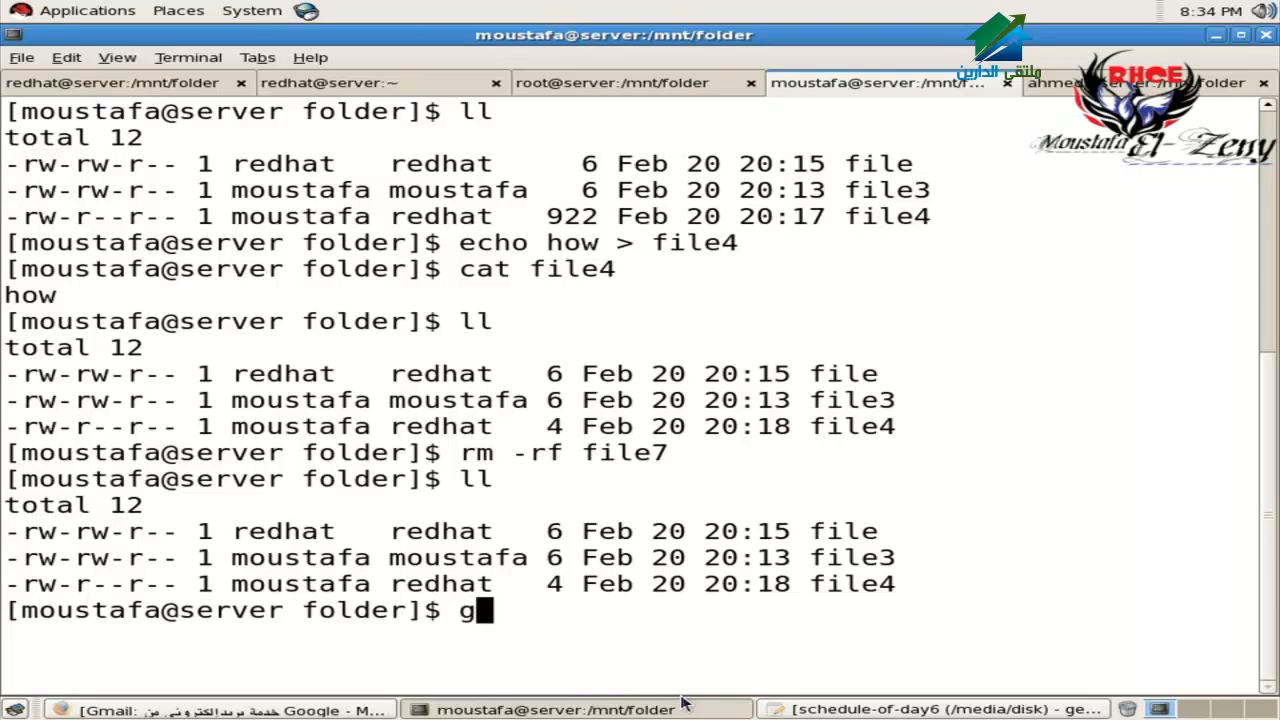 Applications Places System 8:34 PM
moustafa@server:/mnt/folder
ملتقى الدارين
RHCE
Moustafa El-Zeny
File Edit View Terminal Tabs Help
redhat@server:/mnt/folder redhat@server:~ root@server:/mnt/folder moustafa@server:/mnt/f...
[moustafa@server folder]$ ll
total 12
-rw-rw-r-- 1 redhat   redhat     6 Feb 20 20:15 file
-rw-rw-r-- 1 moustafa moustafa   6 Feb 20 20:13 file3
-rw-r--r-- 1 moustafa redhat   922 Feb 20 20:17 file4
[moustafa@server folder]$ echo how > file4
[moustafa@server folder]$ cat file4
how
[moustafa@server folder]$ ll
total 12
-rw-rw-r-- 1 redhat   redhat   6 Feb 20 20:15 file
-rw-rw-r-- 1 moustafa moustafa 6 Feb 20 20:13 file3
-rw-r--r-- 1 moustafa redhat   4 Feb 20 20:18 file4
[moustafa@server folder]$ rm -rf file7
[moustafa@server folder]$ ll
total 12
-rw-rw-r-- 1 redhat   redhat   6 Feb 20 20:15 file
-rw-rw-r-- 1 moustafa moustafa 6 Feb 20 20:13 file3
-rw-r--r-- 1 moustafa redhat   4 Feb 20 20:18 file4
[moustafa@server folder]$ g
[Gmail: خدمة بريد إلكتروني من Google - M... moustafa@server:/mnt/folder [schedule-of-day6 (/media/disk) - ge...